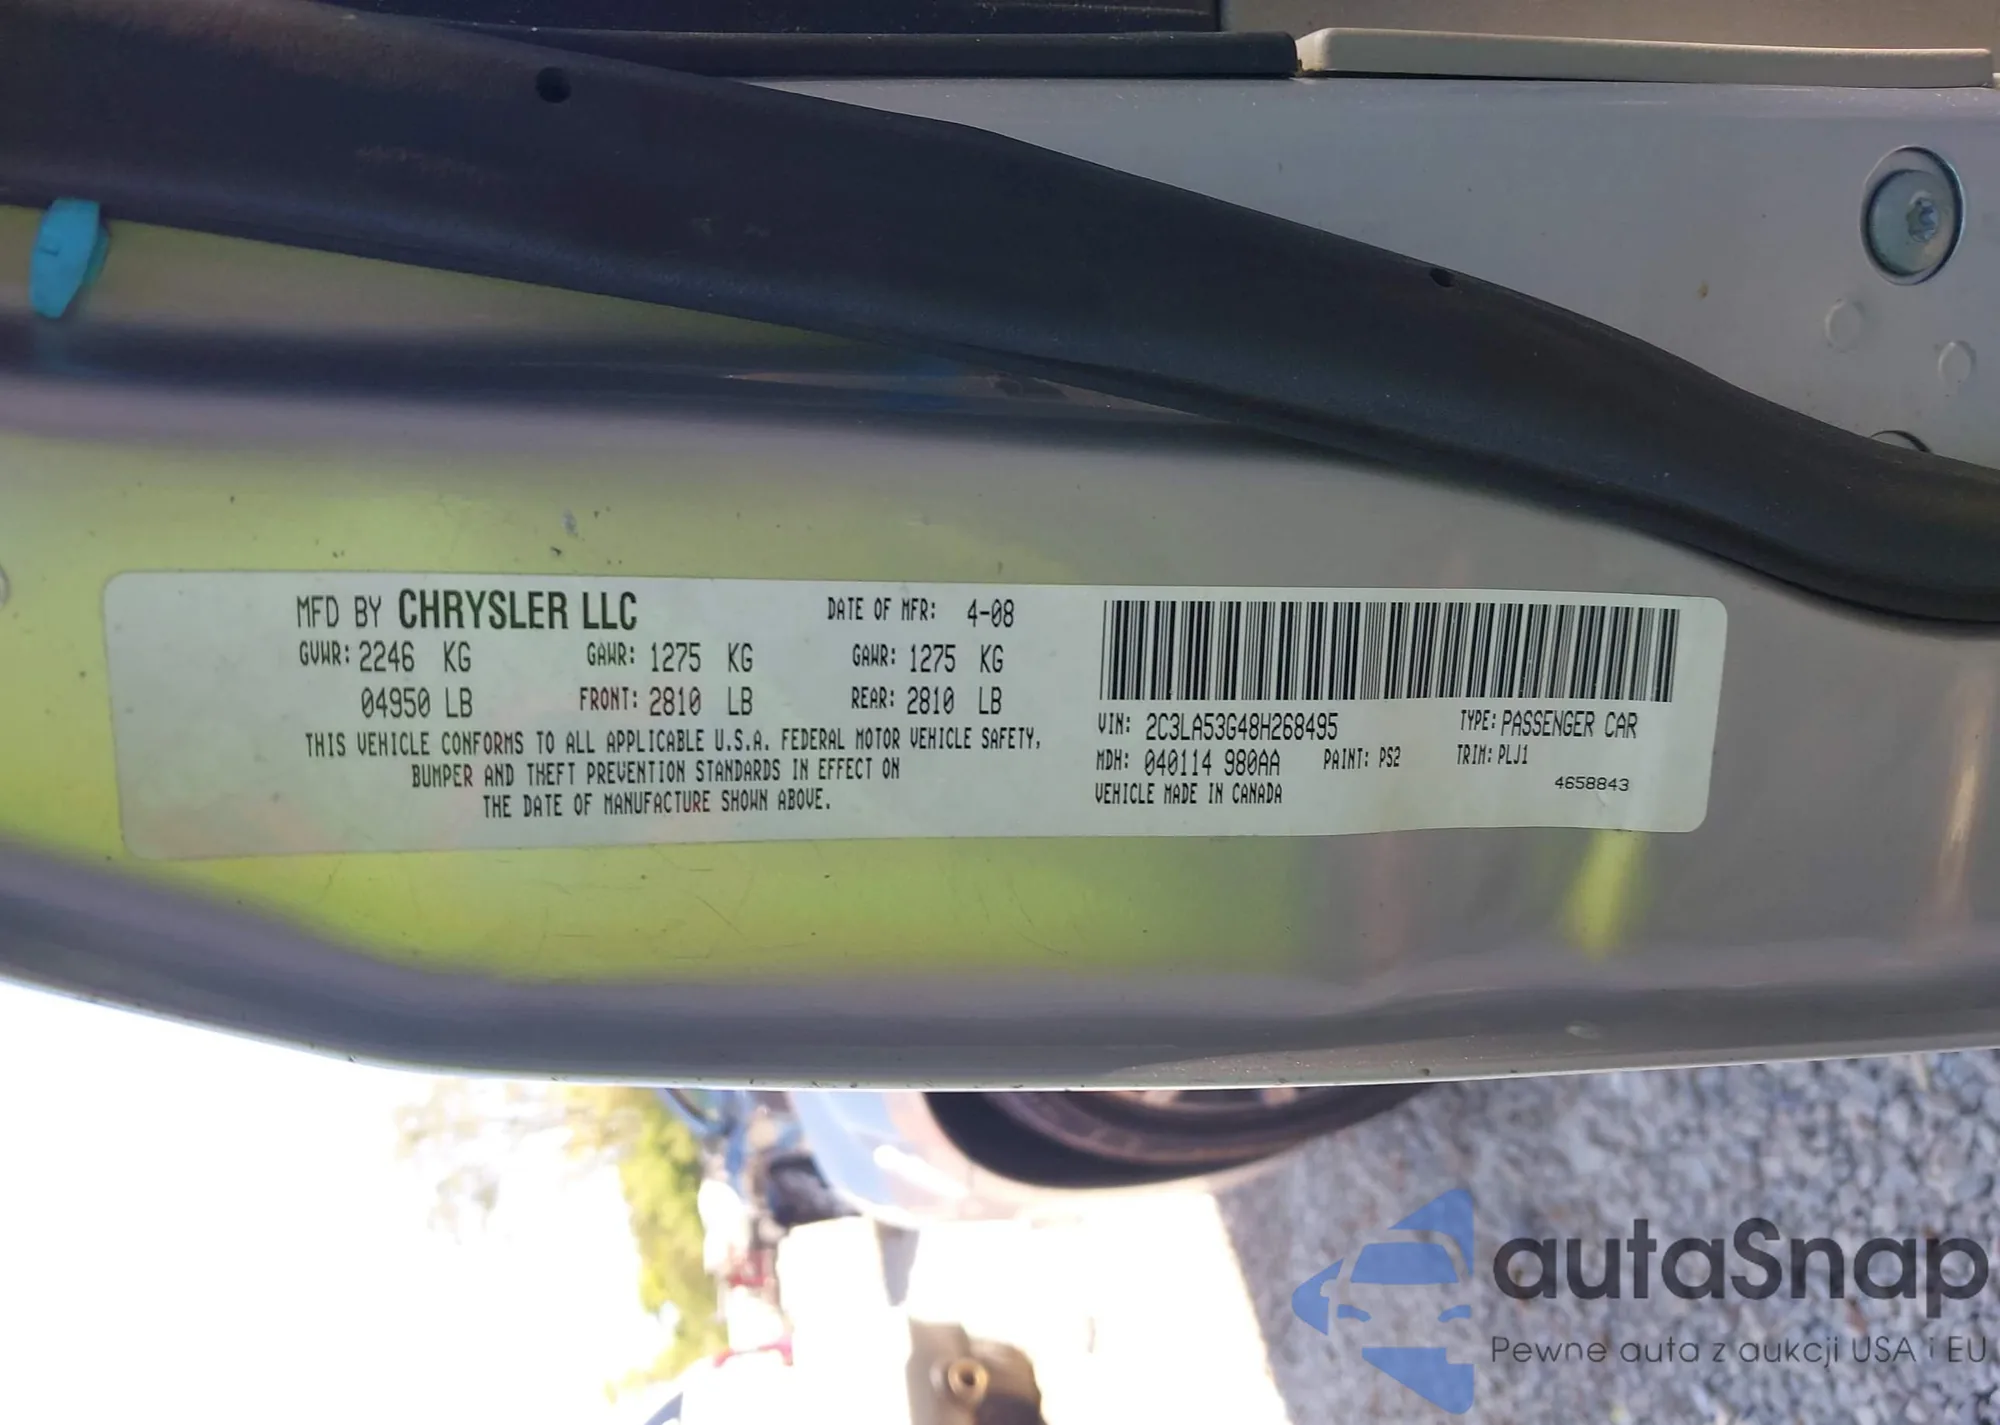 MFD BY CHRYSLER LLC DATE OF MFR: 4-08
GVWR: 2246 KG GAWR: 1275 KG GAWR: 1275 KG
04950 LB FRONT: 2810 LB REAR: 2810 LB
THIS VEHICLE CONFORMS TO ALL APPLICABLE U.S.A. FEDERAL MOTOR VEHICLE SAFETY,
BUMPER AND THEFT PREVENTION STANDARDS IN EFFECT ON
THE DATE OF MANUFACTURE SHOWN ABOVE.
VIN: 2C3LA53G48H268495 TYPE: PASSENGER CAR
MDH: 040114 980AA PAINT: PS2 TRIM: PLJ1
VEHICLE MADE IN CANADA 4658843
autaSnap
Pewne auta z aukcji USA i EU